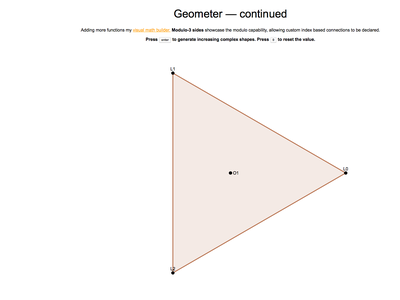 Geometer — continued
Adding more functions my visual math builder. Modulo-3 sides showcase the modulo capability, allowing custom index based connections to be declared.
Press enter to generate increasing complex shapes. Press R to reset the value.
L1
L0
O1
L2